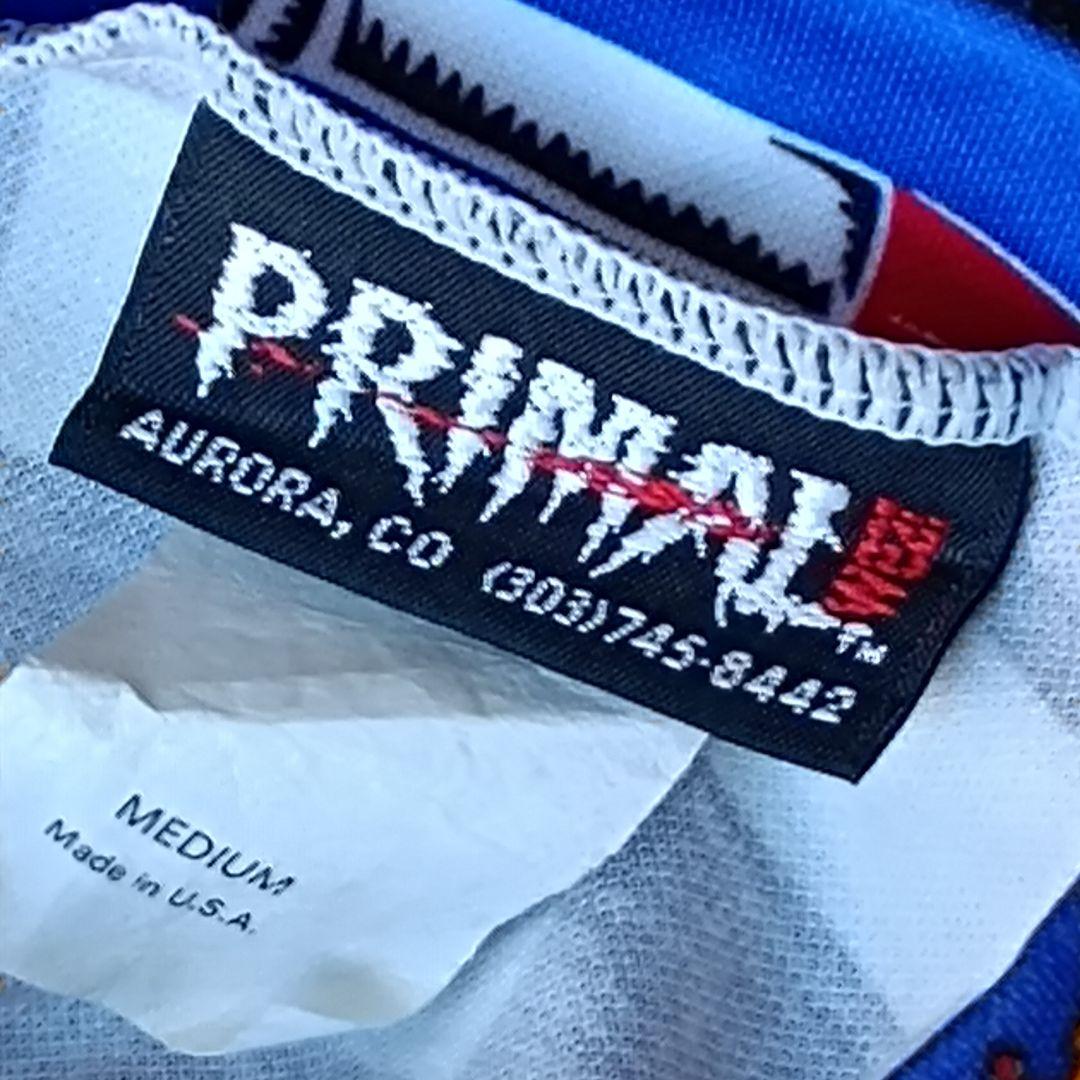 PRIMAL WEAR
TM
AURORA, CO (303)745-8442
MEDIUM
Made in U.S.A.